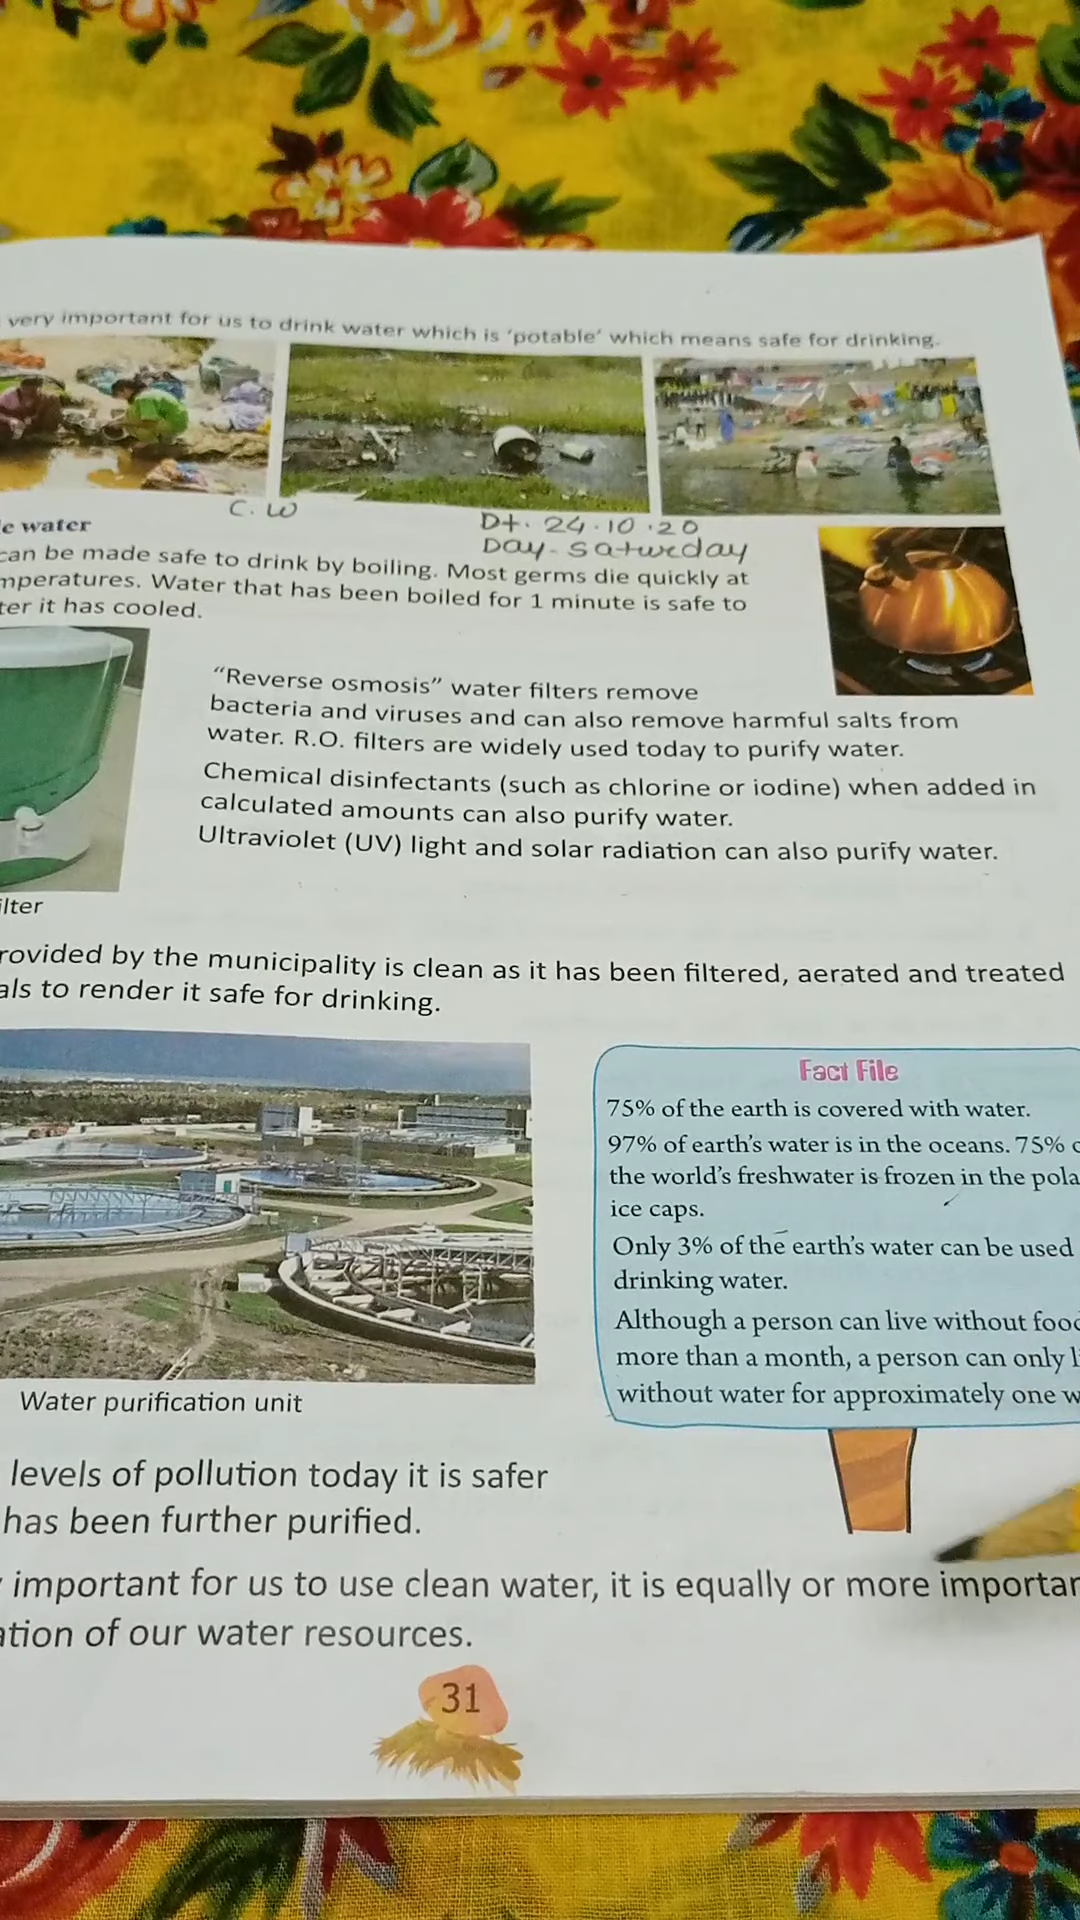 very important for us to drink water which is ‘potable’ which means safe for drinking.
C.W
Dt. 24.10.20
Day-Saturday
water
can be made safe to drink by boiling. Most germs die quickly at
Water that has been boiled for 1 minute is safe to
it has cooled.
“Reverse osmosis” water filters remove
bacteria and viruses and can also remove harmful salts from
water. R.O. filters are widely used today to purify water.
Chemical disinfectants (such as chlorine or iodine) when added in
calculated amounts can also purify water.
Ultraviolet (UV) light and solar radiation can also purify water.
by the municipality is clean as it has been filtered, aerated and treated
to render it safe for drinking.
Fact File
75% of the earth is covered with water.
97% of earth’s water is in the oceans. 75%
the world’s freshwater is frozen in the
ice caps.
Only 3% of the earth’s water can be used
drinking water.
Although a person can live without
more than a month, a person can only
without water for approximately one
Water purification unit
levels of pollution today it is safer
has been further purified.
important for us to use clean water, it is equally or more
of our water resources.
31